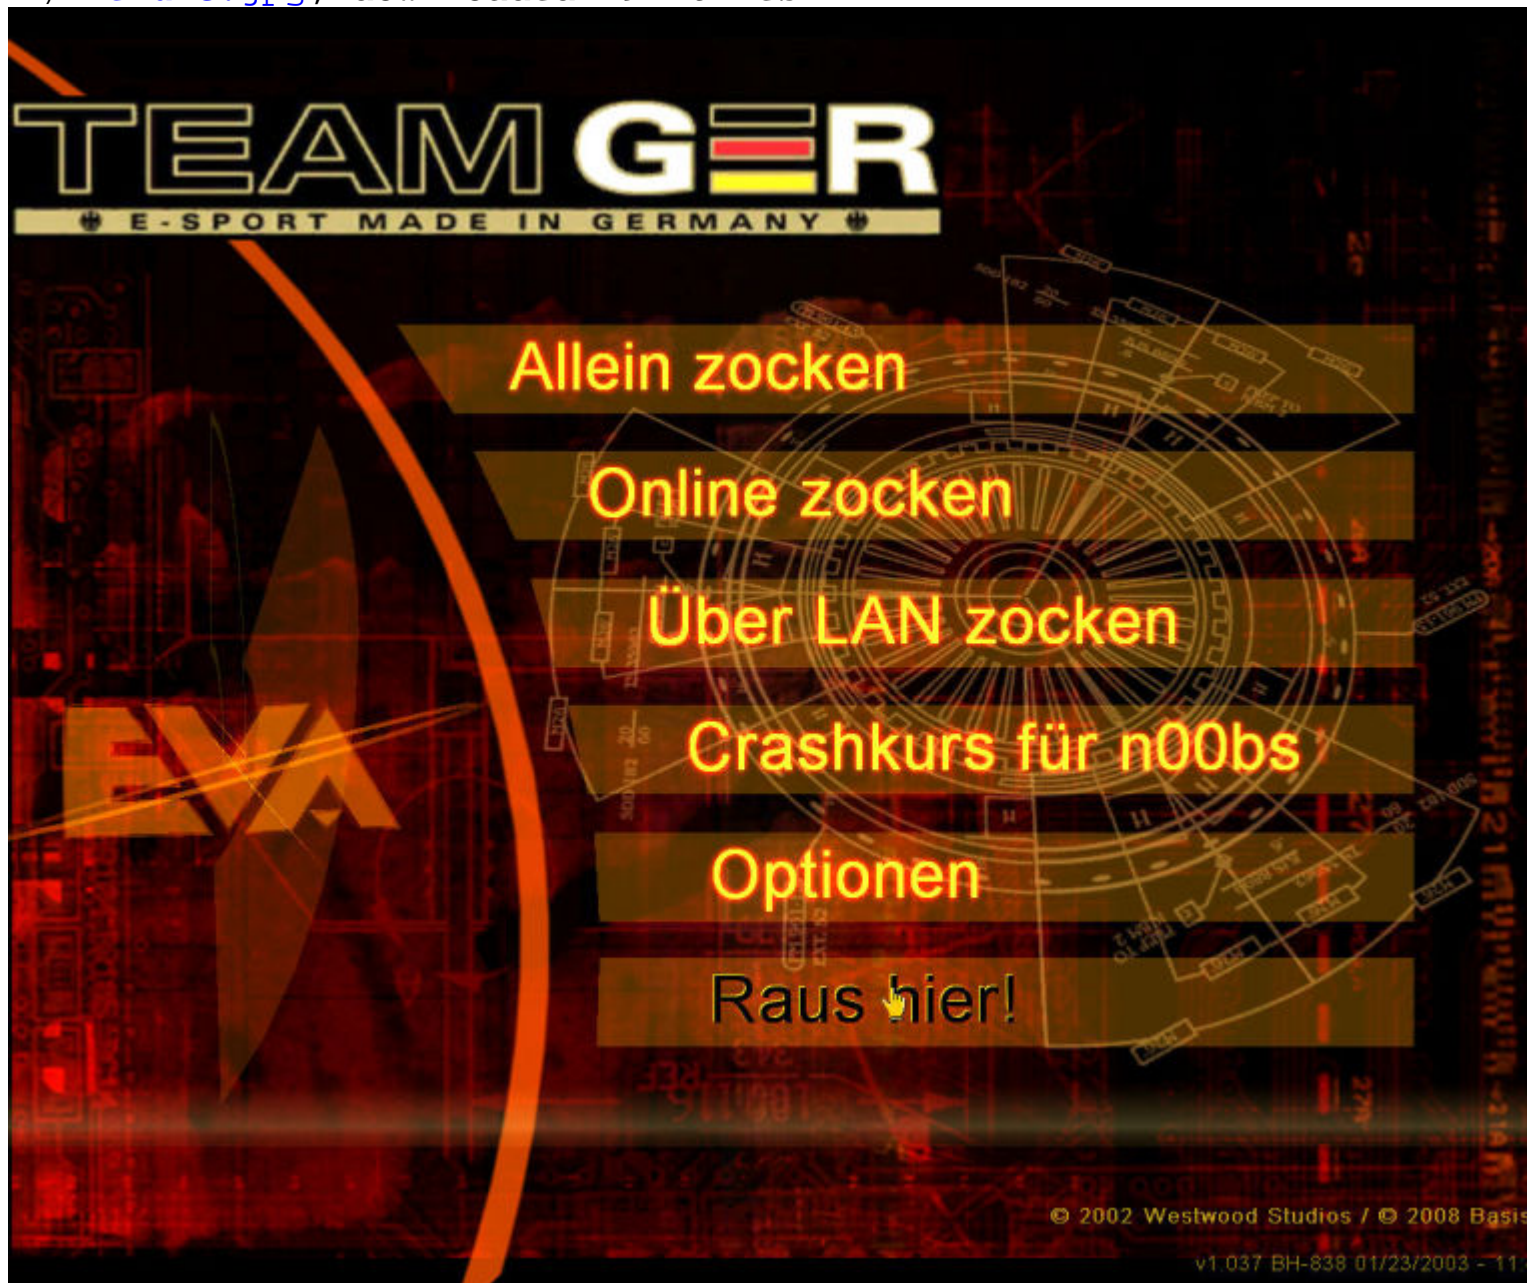 TEAM GER
E-SPORT MADE IN GERMANY
Allein zocken
Online zocken
Über LAN zocken
Crashkurs für n00bs
EVA
Optionen
Raus hier!
© 2002 Westwood Studios / © 2008 Basis
v1.037 BH-838 01/23/2003 - 11